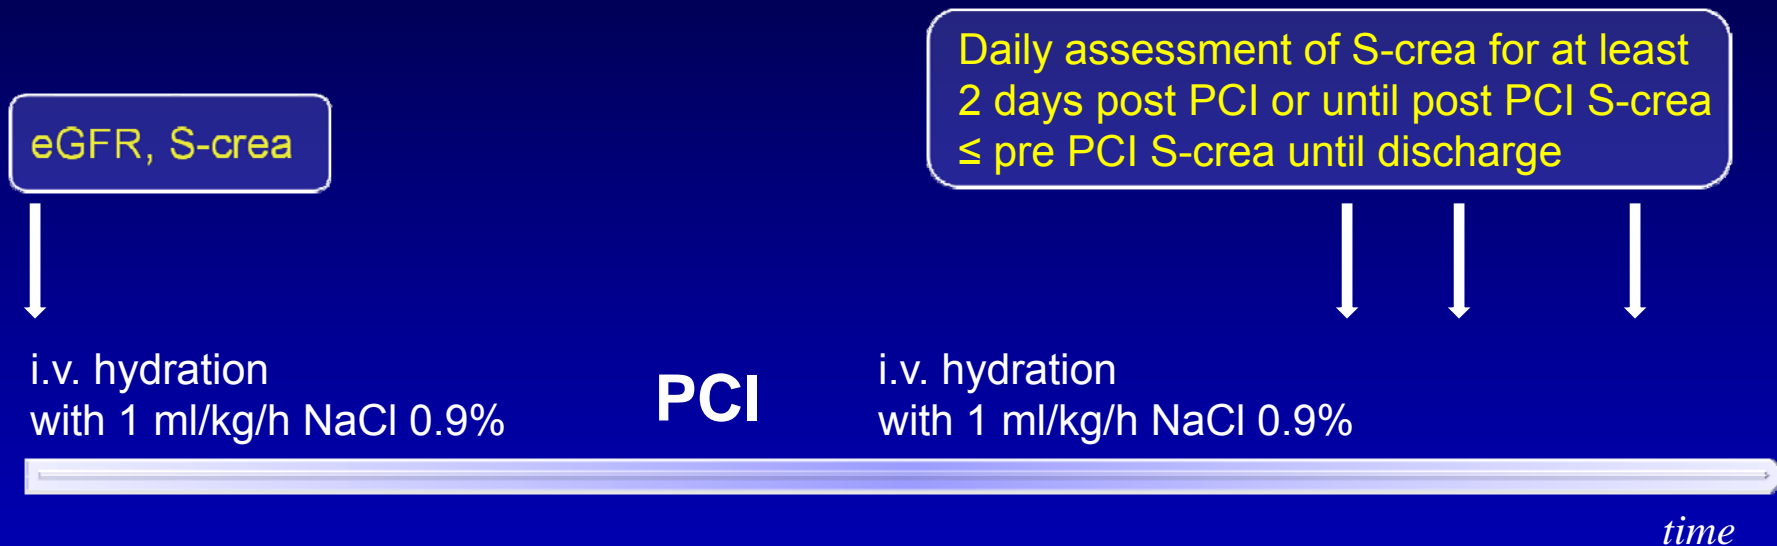 eGFR, S-crea
Daily assessment of S-crea for at least
2 days post PCI or until post PCI S-crea
≤ pre PCI S-crea until discharge
i.v. hydration
with 1 ml/kg/h NaCl 0.9%
PCI
i.v. hydration
with 1 ml/kg/h NaCl 0.9%
time